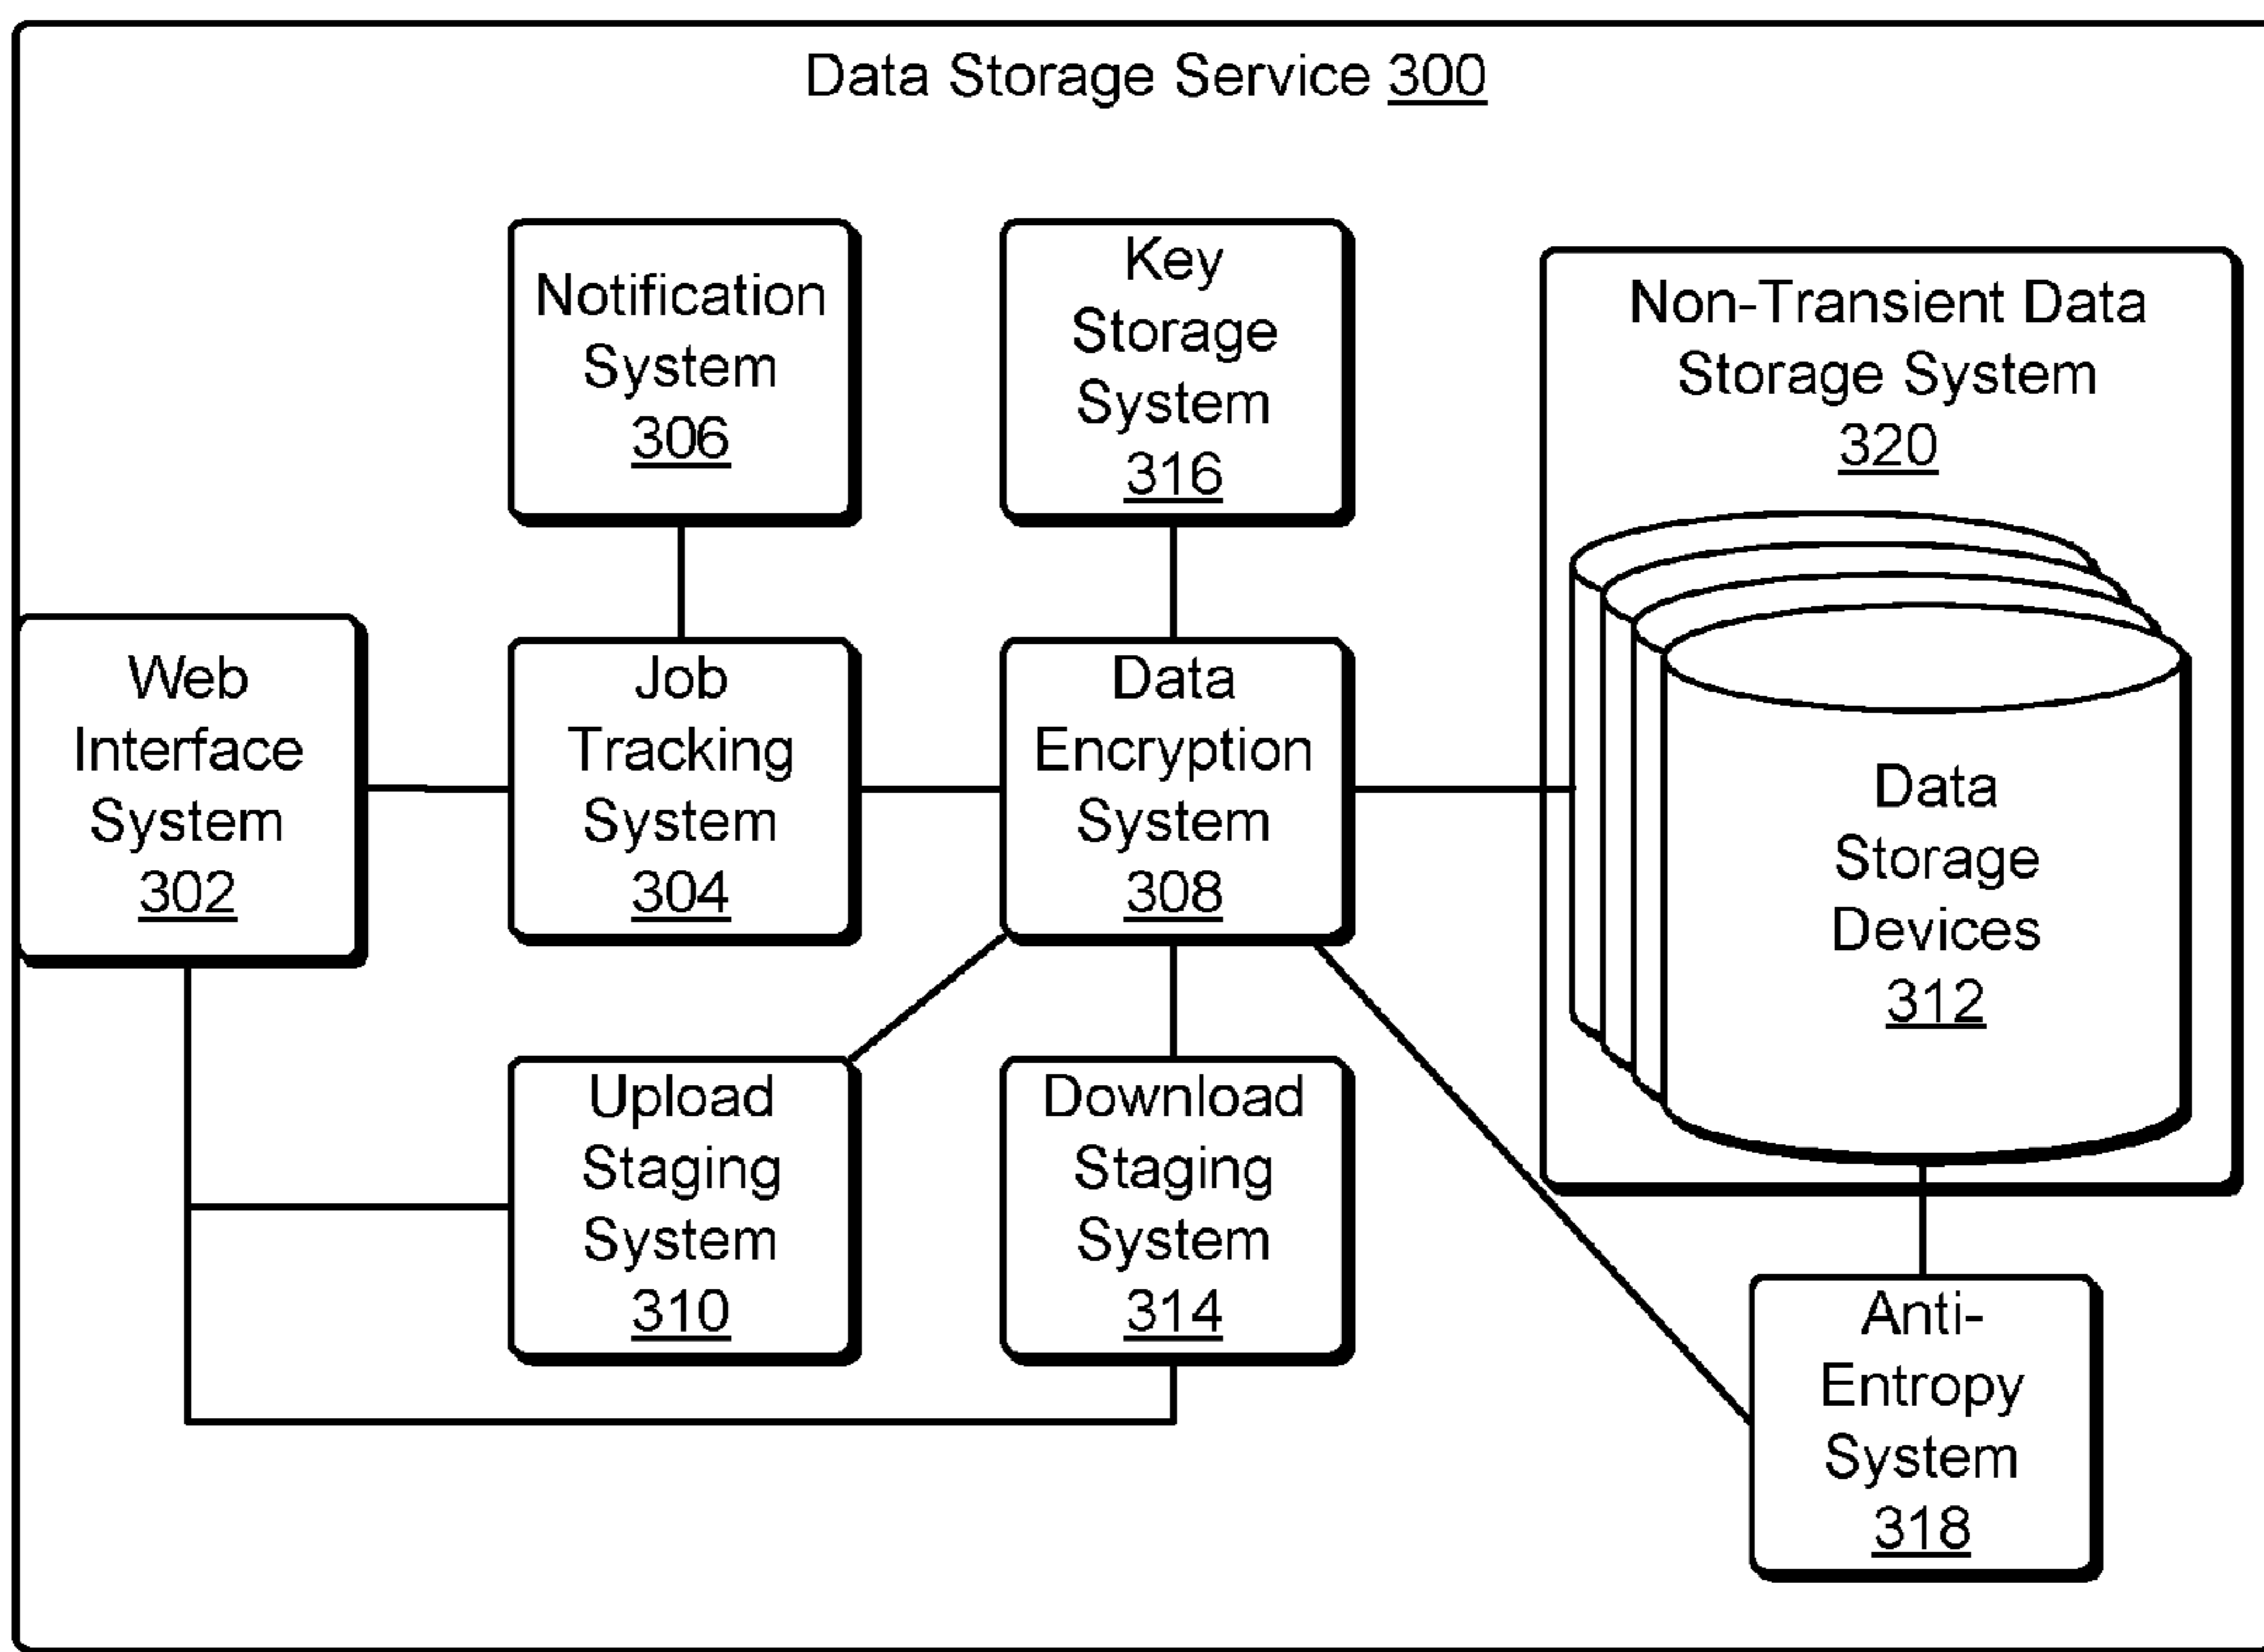 Data Storage Service 300
Notification
System
306
Key
Storage
System
316
Non-Transient Data
Storage System
320
Web
Interface
System
302
Job
Tracking
System
304
Data
Encryption
System
308
Data
Storage
Devices
312
Upload
Staging
System
310
Download
Staging
System
314
Anti-
Entropy
System
318